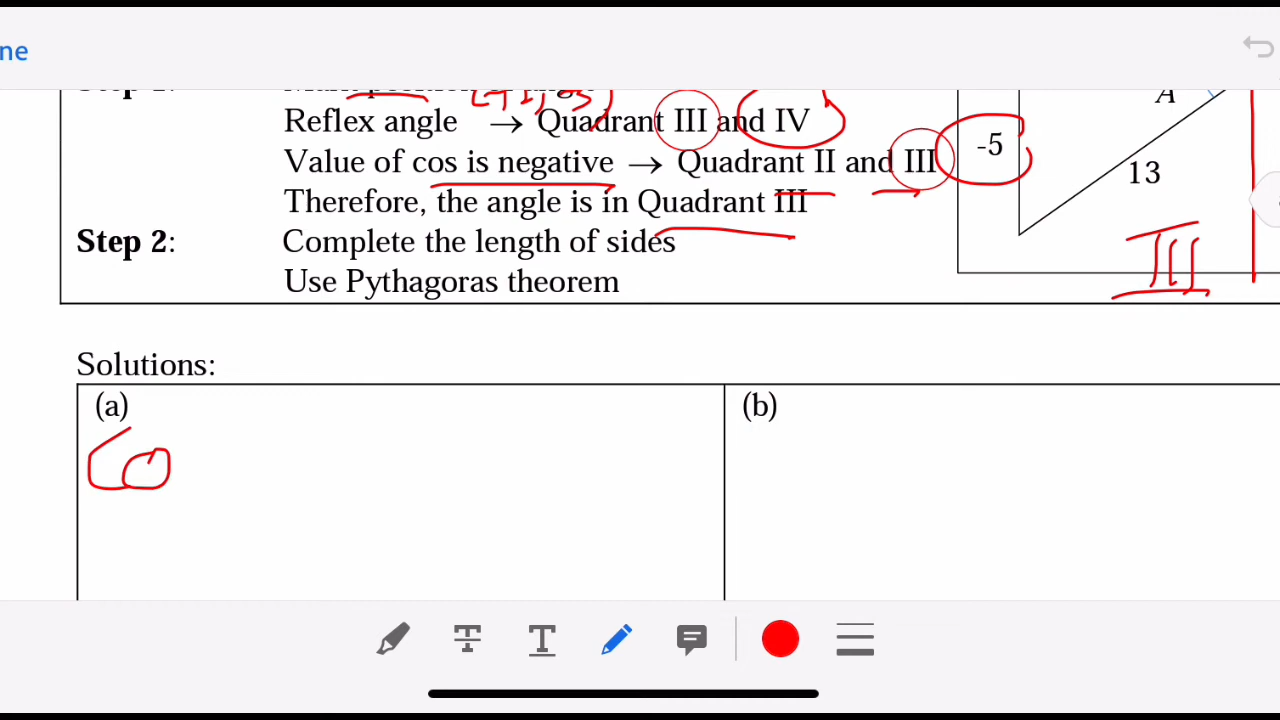 ne
Reflex angle → Quadrant III and IV
A
Value of cos is negative → Quadrant II and III
-5
13
Therefore, the angle is in Quadrant III
Step 2: Complete the length of sides
III
Use Pythagoras theorem
Solutions:
(a)
(b)
Co